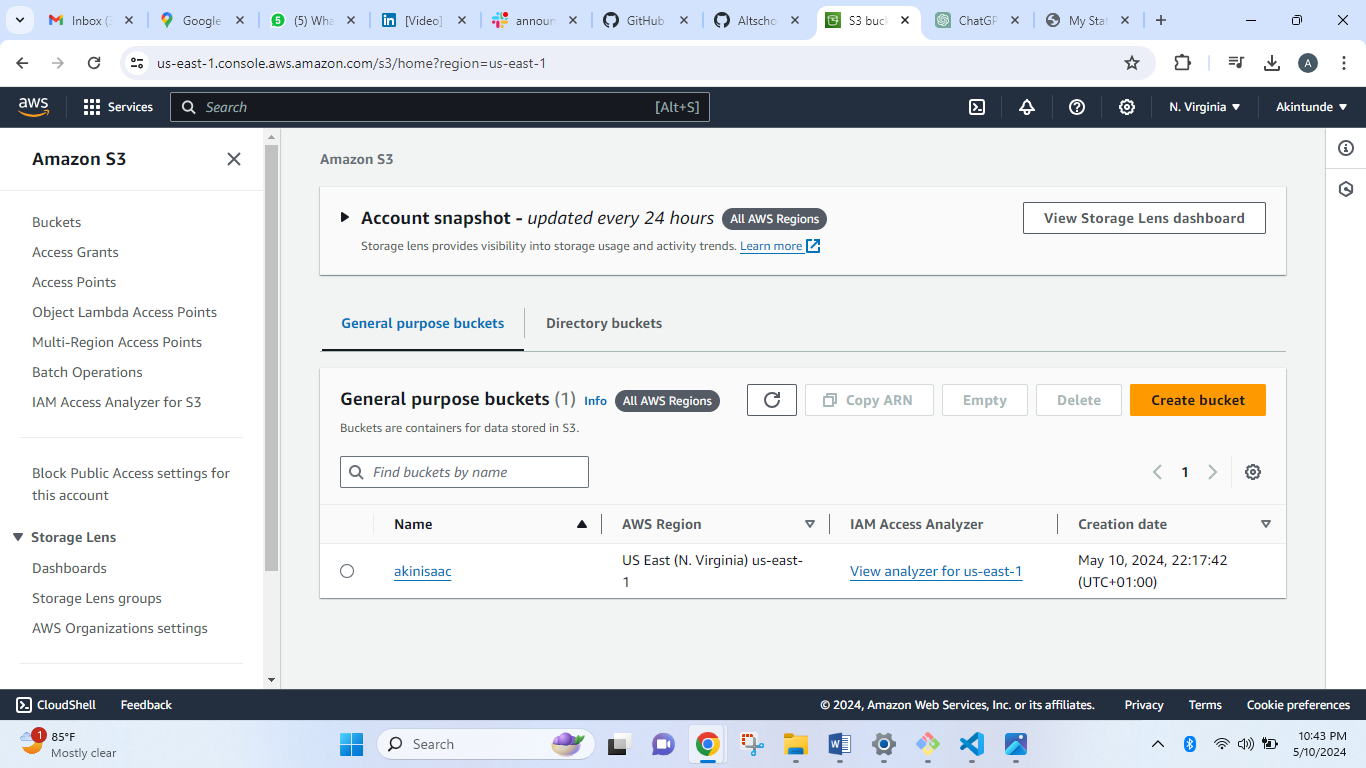 Inbox (2
Google
5
(5) Wha
[Video]
announ
GitHub
Altscho
S3 buck
ChatGP
My Stat
us-east-1.console.aws.amazon.com/s3/home?region=us-east-1
A
aws
Services
Search
[Alt+S]
N. Virginia
Akintunde
Amazon S3
Buckets
Access Grants
Access Points
Object Lambda Access Points
Multi-Region Access Points
Batch Operations
IAM Access Analyzer for S3
Block Public Access settings for
this account
Storage Lens
Dashboards
Storage Lens groups
AWS Organizations settings
Amazon S3
Account snapshot - updated every 24 hours
All AWS Regions
View Storage Lens dashboard
Storage lens provides visibility into storage usage and activity trends. Learn more
General purpose buckets
Directory buckets
General purpose buckets (1)
Info
All AWS Regions
Copy ARN
Empty
Delete
Create bucket
Buckets are containers for data stored in S3.
Find buckets by name
1
Name
AWS Region
IAM Access Analyzer
Creation date
akinisaac
US East (N. Virginia) us-east-
1
View analyzer for us-east-1
May 10, 2024, 22:17:42
(UTC+01:00)
CloudShell
Feedback
© 2024, Amazon Web Services, Inc. or its affiliates.
Privacy
Terms
Cookie preferences
1
85°F
Mostly clear
Search
10:43 PM
5/10/2024